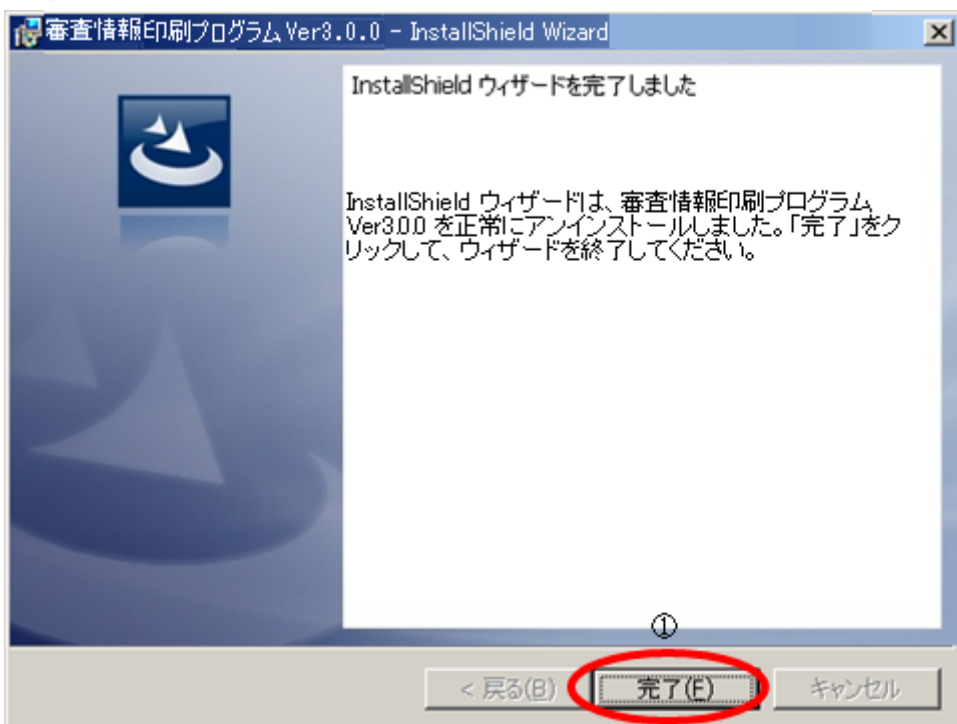 審査情報印刷プログラム Ver3.0.0 - InstallShield Wizard
InstallShield ウィザードを完了しました
InstallShield ウィザードは、審査情報印刷プログラム
Ver3.0.0 を正常にアンインストールしました。「完了」をク
リックして、ウィザードを終了してください。
①
< 戻る(B)
完了(F)
キャンセル